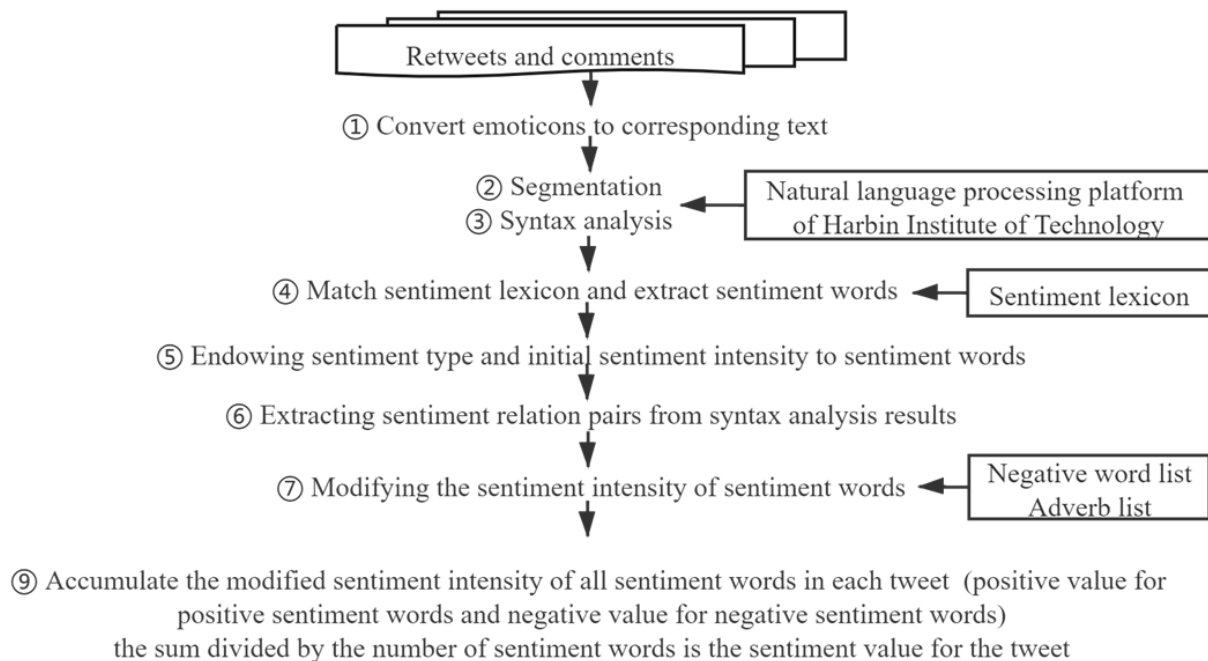 Retweets and comments
① Convert emoticons to corresponding text
② Segmentation
③ Syntax analysis
Natural language processing platform
of Harbin Institute of Technology
④ Match sentiment lexicon and extract sentiment words
Sentiment lexicon
⑤ Endowing sentiment type and initial sentiment intensity to sentiment words
⑥ Extracting sentiment relation pairs from syntax analysis results
⑦ Modifying the sentiment intensity of sentiment words
Negative word list
Adverb list
⑨ Accumulate the modified sentiment intensity of all sentiment words in each tweet (positive value for
positive sentiment words and negative value for negative sentiment words)
the sum divided by the number of sentiment words is the sentiment value for the tweet